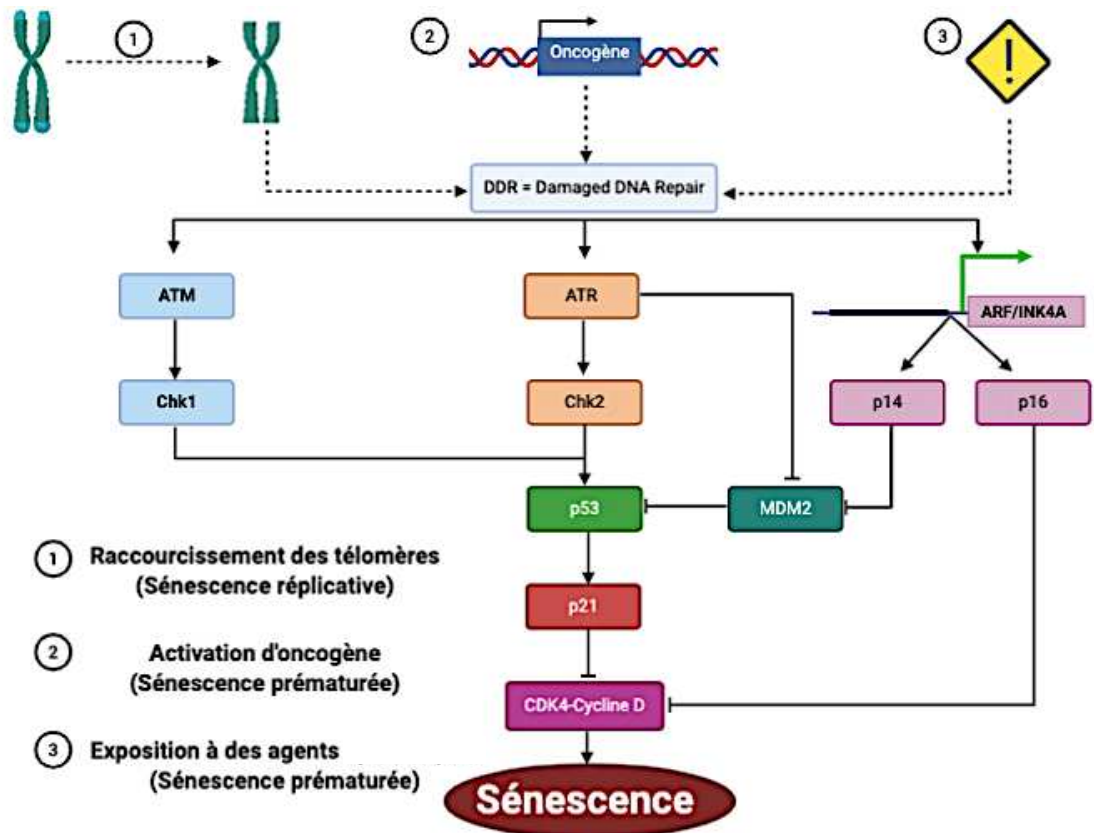 1
2
Oncogène
3
!
DDR = Damaged DNA Repair
ATM
ATR
ARF/INK4A
Chk1
Chk2
p14
p16
p53
MDM2
1 Raccourcissement des télomères
(Sénescence réplicative)
p21
2 Activation d'oncogène
(Sénescence prématurée)
CDK4-Cycline D
3 Exposition à des agents
(Sénescence prématurée)
Sénescence